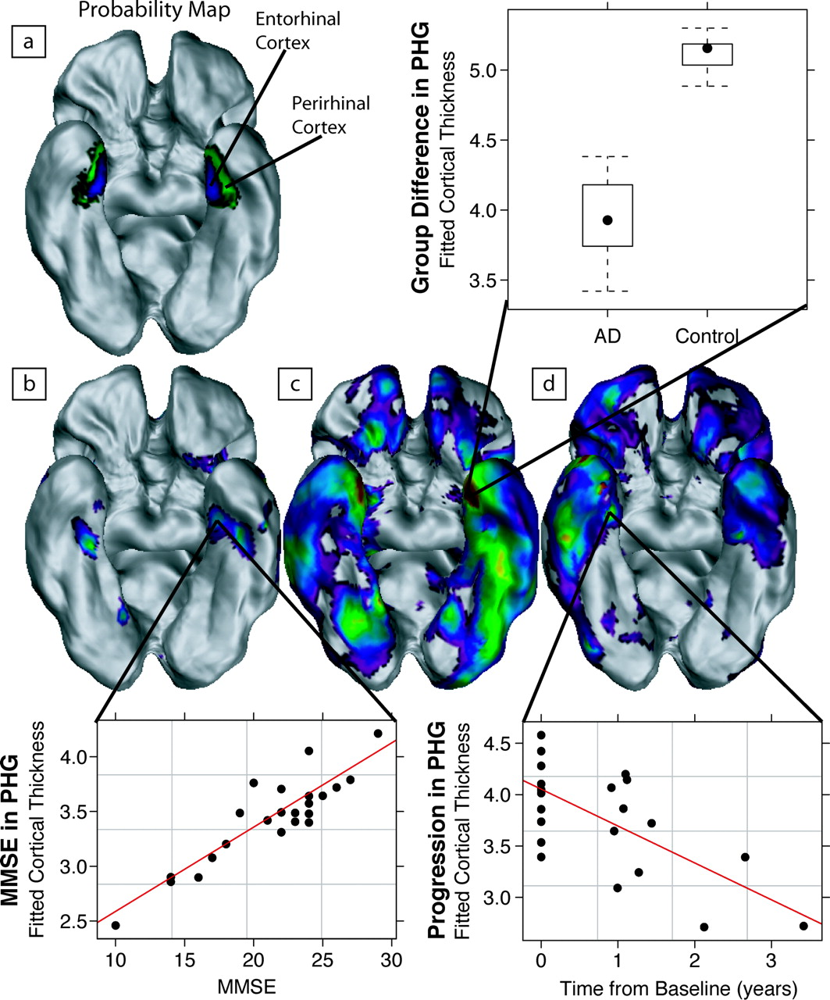 Probability Map
a
Entorhinal
Cortex
Perirhinal
Cortex
Group Difference in PHG
Fitted Cortical Thickness
5.0
4.5
4.0
3.5
AD
Control
b
c
d
MMSE in PHG
Fitted Cortical Thickness
4.0
3.5
3.0
2.5
10
15
20
25
30
MMSE
Progression in PHG
Fitted Cortical Thickness
4.5
4.0
3.5
3.0
0
1
2
3
Time from Baseline (years)